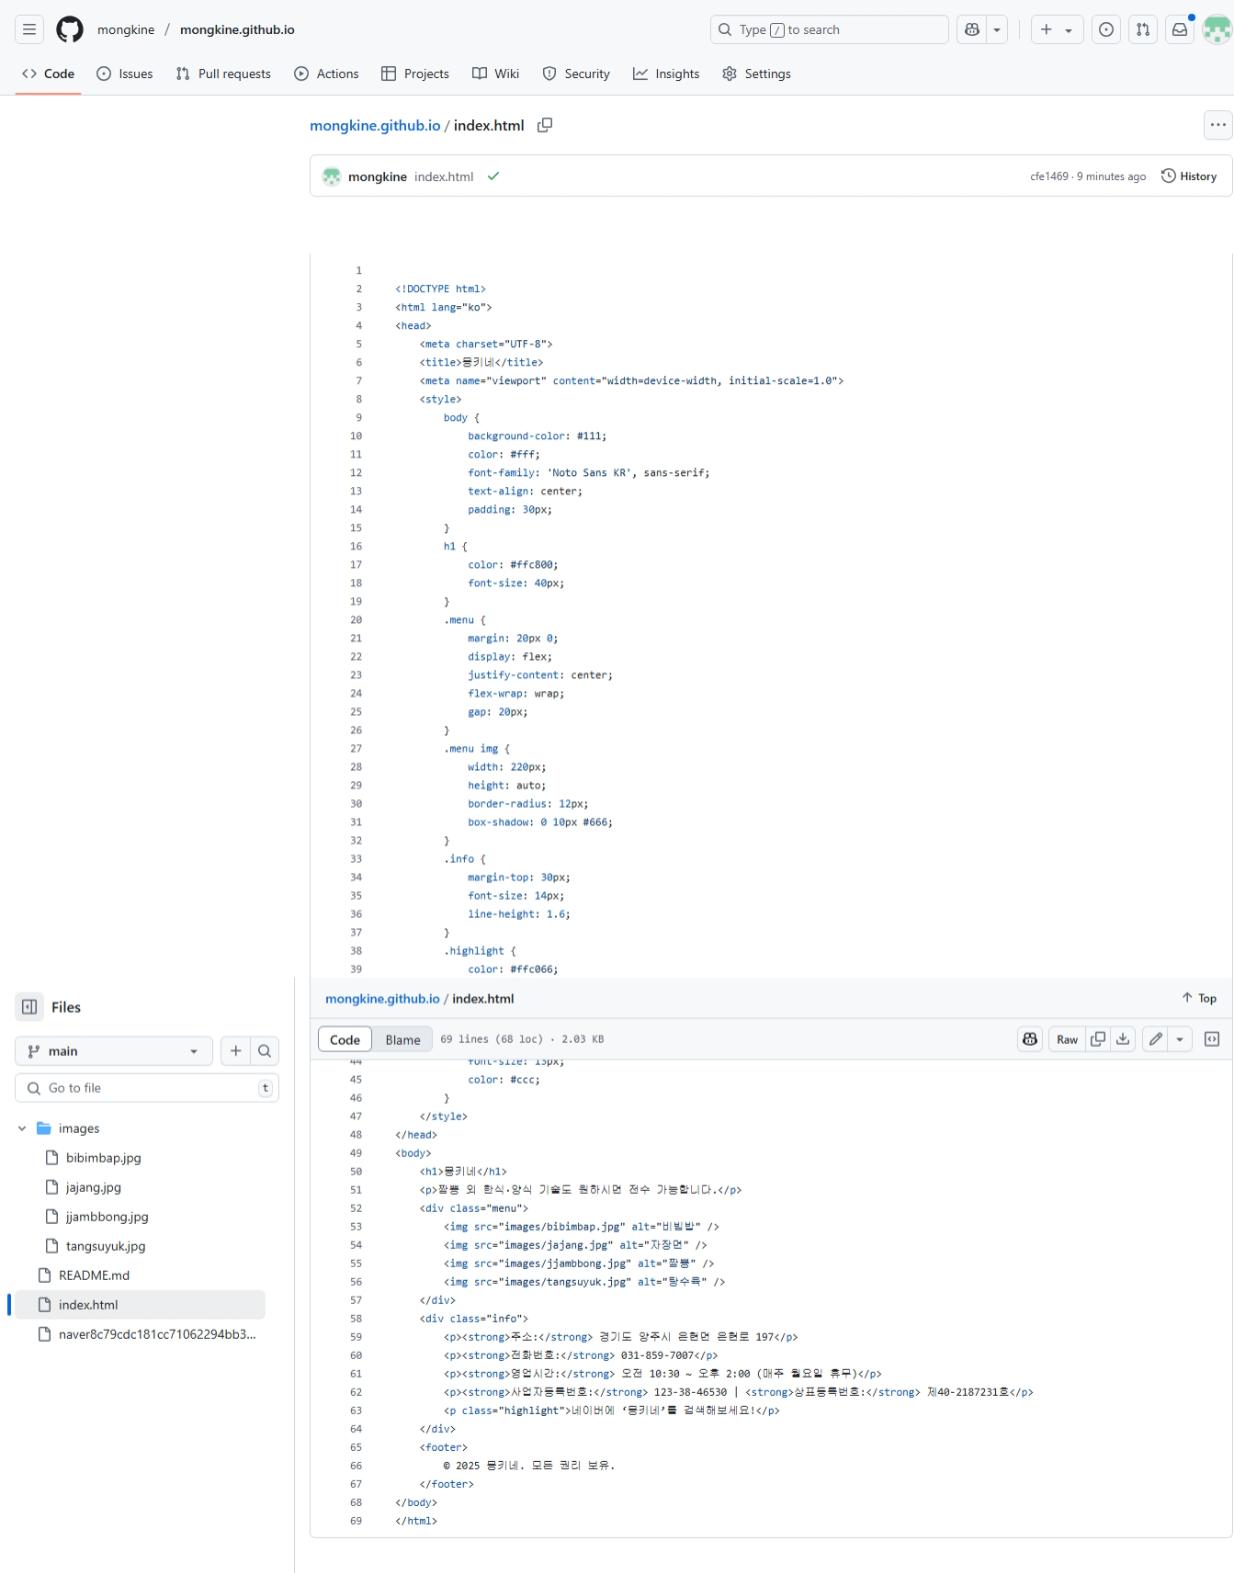 mongkine / mongkine.github.io
Type / to search
Code
Issues
Pull requests
Actions
Projects
Wiki
Security
Insights
Settings
mongkine.github.io / index.html
mongkine index.html
cfe1469 · 9 minutes ago
History
1
2 <!DOCTYPE html>
3 <html lang="ko">
4 <head>
5 <meta charset="UTF-8">
6 <title>몽키네</title>
7 <meta name="viewport" content="width=device-width, initial-scale=1.0">
8 <style>
9 body {
10 background-color: #111;
11 color: #fff;
12 font-family: 'Noto Sans KR', sans-serif;
13 text-align: center;
14 padding: 30px;
15 }
16 h1 {
17 color: #ffc800;
18 font-size: 40px;
19 }
20 .menu {
21 margin: 20px 0;
22 display: flex;
23 justify-content: center;
24 flex-wrap: wrap;
25 gap: 20px;
26 }
27 .menu img {
28 width: 220px;
29 height: auto;
30 border-radius: 12px;
31 box-shadow: 0 10px #666;
32 }
33 .info {
34 margin-top: 30px;
35 font-size: 14px;
36 line-height: 1.6;
37 }
38 .highlight {
39 color: #ffc066;
Files
main
Go to file
t
images
bibimbap.jpg
jajang.jpg
jjambbong.jpg
tangsuyuk.jpg
README.md
index.html
naver8c79cdc181cc71062294bb3...
mongkine.github.io / index.html
Top
Code
Blame
69 lines (68 loc) · 2.03 KB
Raw
44 font-size: 13px;
45 color: #ccc;
46 }
47 </style>
48 </head>
49 <body>
50 <h1>몽키네</h1>
51 <p>짬뽕 외 한식·양식 기술도 원하시면 전수 가능합니다.</p>
52 <div class="menu">
53 <img src="images/bibimbap.jpg" alt="비빔밥" />
54 <img src="images/jajang.jpg" alt="자장면" />
55 <img src="images/jjambbong.jpg" alt="짬뽕" />
56 <img src="images/tangsuyuk.jpg" alt="탕수육" />
57 </div>
58 <div class="info">
59 <p><strong>주소:</strong> 경기도 양주시 은현면 은현로 197</p>
60 <p><strong>전화번호:</strong> 031-859-7007</p>
61 <p><strong>영업시간:</strong> 오전 10:30 ~ 오후 2:00 (매주 월요일 휴무)</p>
62 <p><strong>사업자등록번호:</strong> 123-38-46530 | <strong>상표등록번호:</strong> 제40-2187231호</p>
63 <p class="highlight">네이버에 ‘몽키네’를 검색해보세요!</p>
64 </div>
65 <footer>
66 © 2025 몽키네. 모든 권리 보유.
67 </footer>
68 </body>
69 </html>